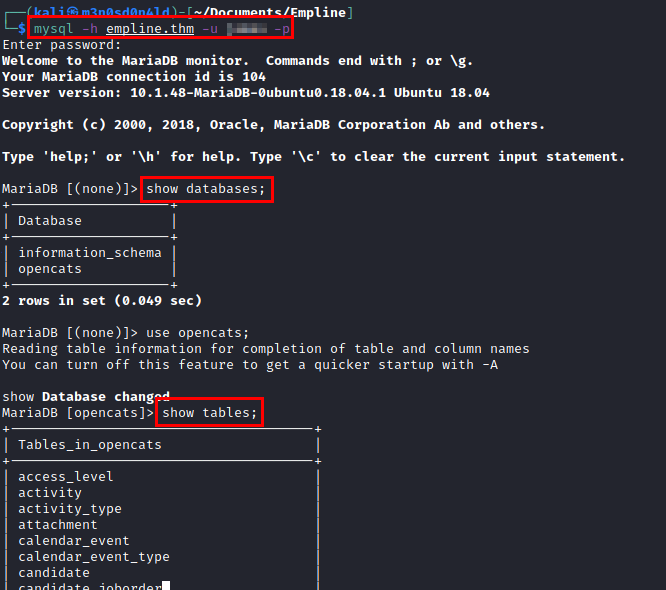 (kali㉿m3n0sd0n4ld)-[~/Documents/Empline]
$ mysql -h empline.thm -u -p
Enter password:
Welcome to the MariaDB monitor.  Commands end with ; or \g.
Your MariaDB connection id is 104
Server version: 10.1.48-MariaDB-0ubuntu0.18.04.1 Ubuntu 18.04
Copyright (c) 2000, 2018, Oracle, MariaDB Corporation Ab and others.
Type 'help;' or '\h' for help. Type '\c' to clear the current input statement.
MariaDB [(none)]> show databases;
+--------------------+
| Database           |
+--------------------+
| information_schema |
| opencats           |
+--------------------+
2 rows in set (0.049 sec)
MariaDB [(none)]> use opencats;
Reading table information for completion of table and column names
You can turn off this feature to get a quicker startup with -A
show Database changed
MariaDB [opencats]> show tables;
+--------------------------------------+
| Tables_in_opencats                   |
+--------------------------------------+
| access_level                         |
| activity                             |
| activity_type                        |
| attachment                           |
| calendar_event                       |
| calendar_event_type                  |
| candidate                            |
| candidate_joborder                   |